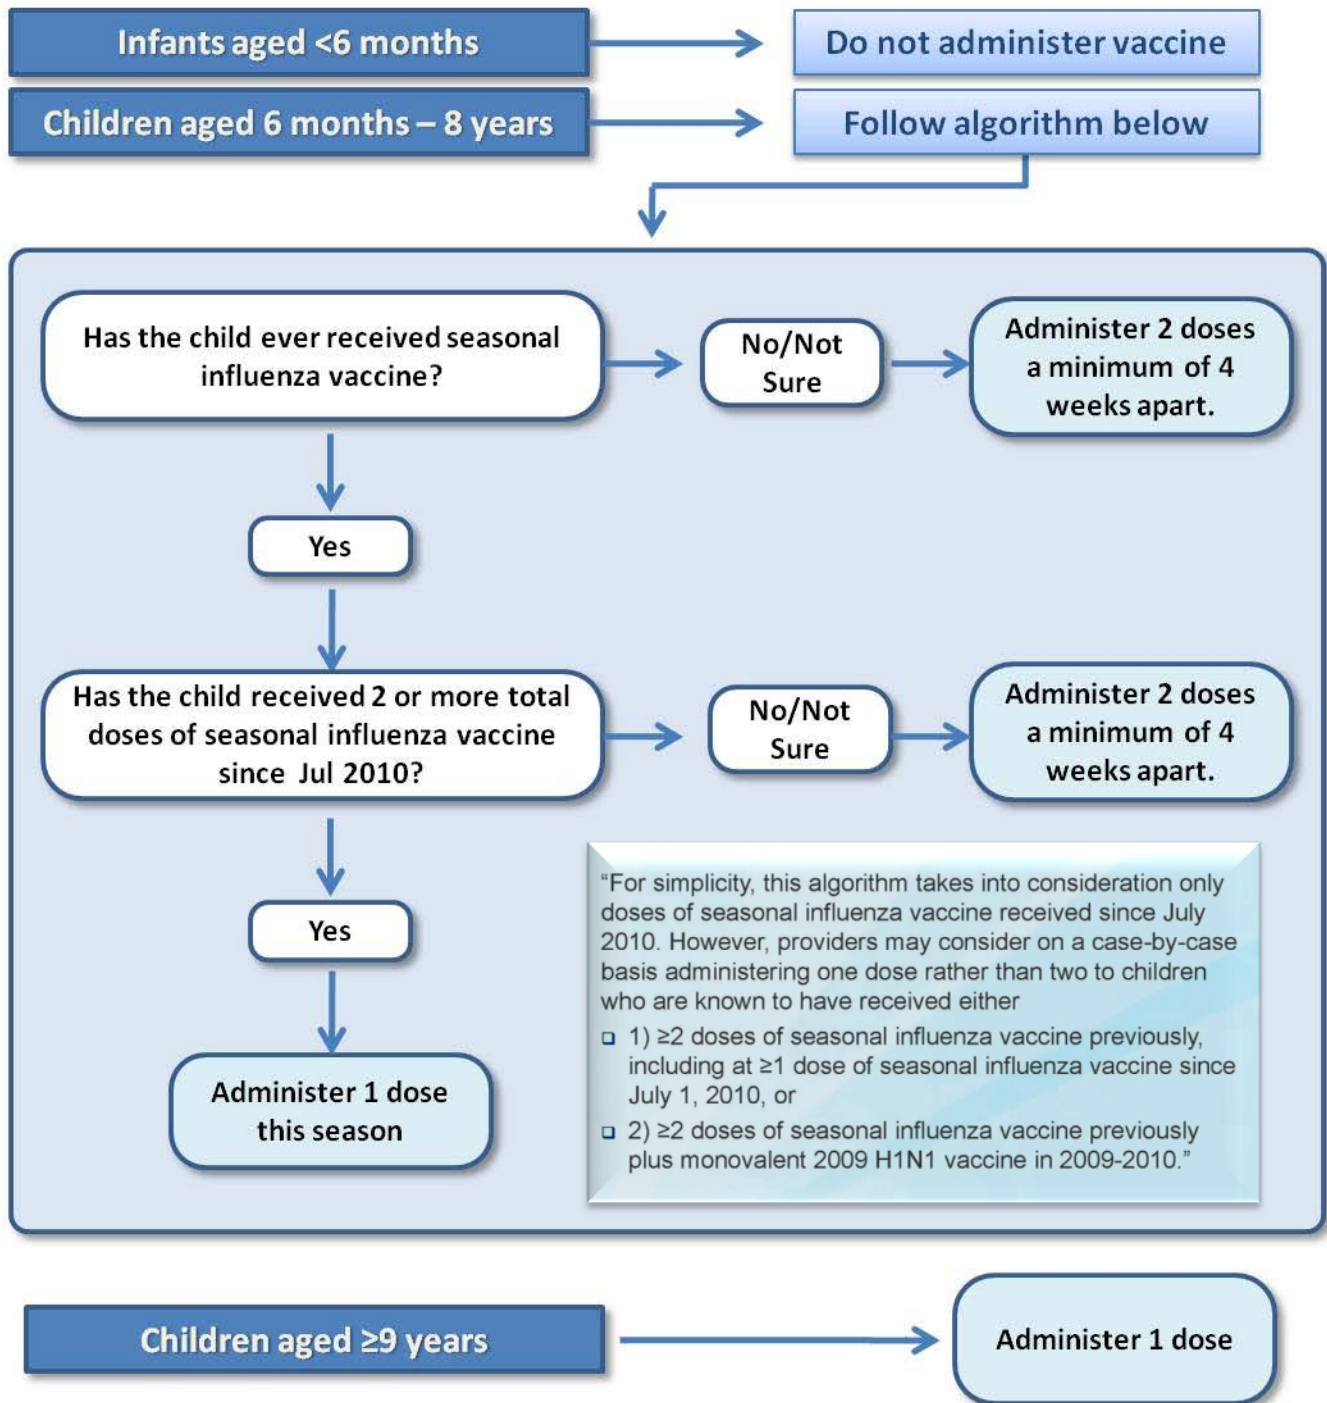 Infants aged <6 months
Do not administer vaccine
Children aged 6 months – 8 years
Follow algorithm below
Has the child ever received seasonal
influenza vaccine?
No/Not
Sure
Administer 2 doses
a minimum of 4
weeks apart.
Yes
Has the child received 2 or more total
doses of seasonal influenza vaccine
since Jul 2010?
No/Not
Sure
Administer 2 doses
a minimum of 4
weeks apart.
Yes
Administer 1 dose
this season
“For simplicity, this algorithm takes into consideration only
doses of seasonal influenza vaccine received since July
2010. However, providers may consider on a case-by-case
basis administering one dose rather than two to children
who are known to have received either
1) ≥2 doses of seasonal influenza vaccine previously,
including at ≥1 dose of seasonal influenza vaccine since
July 1, 2010, or
2) ≥2 doses of seasonal influenza vaccine previously
plus monovalent 2009 H1N1 vaccine in 2009-2010.”
Children aged ≥9 years
Administer 1 dose